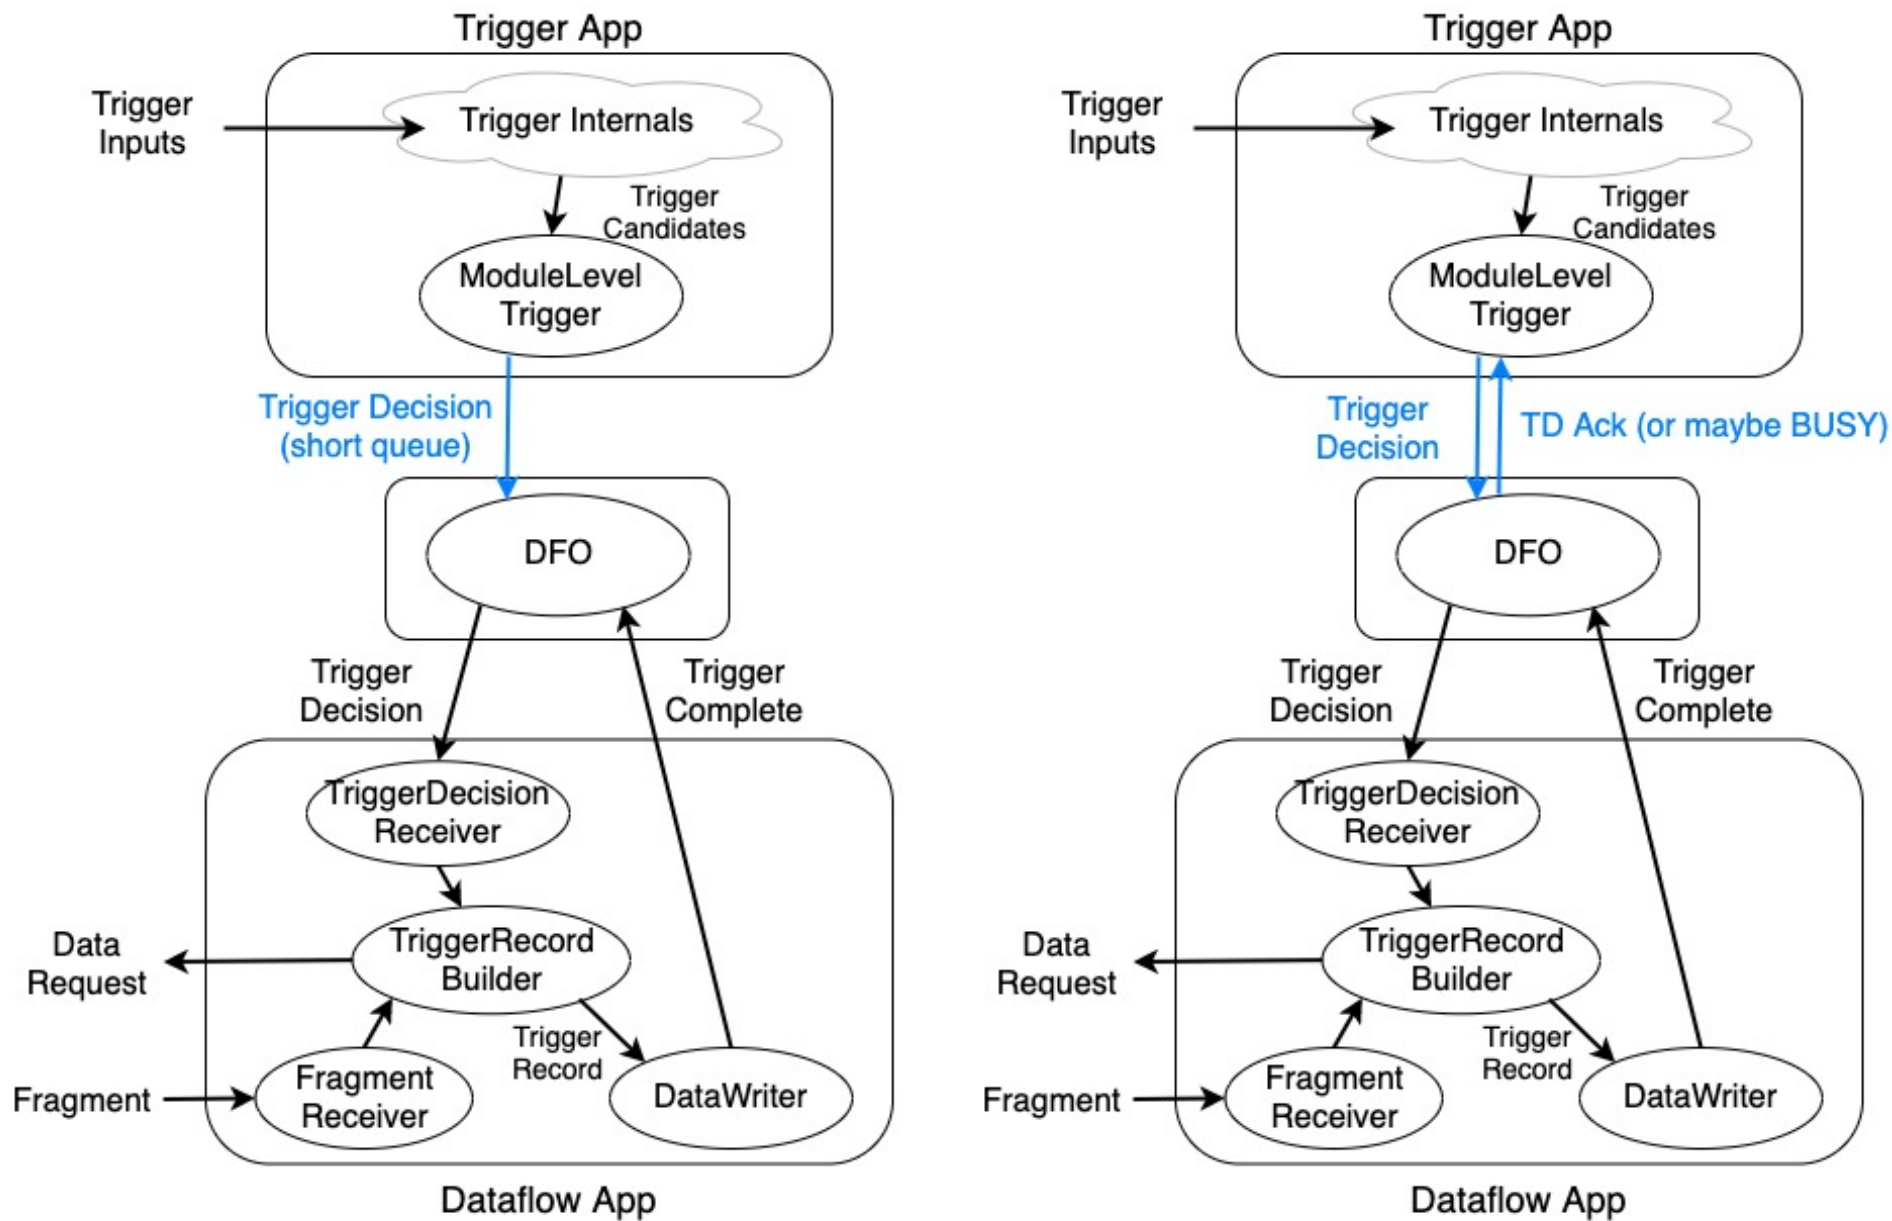 Trigger App
Trigger
Inputs
Trigger Internals
Trigger
Candidates
ModuleLevel
Trigger
Trigger Decision
(short queue)
DFO
Trigger
Decision
Trigger
Complete
TriggerDecision
Receiver
TriggerRecord
Builder
Data
Request
Trigger
Record
Fragment
Receiver
Fragment
DataWriter
Dataflow App
Trigger App
Trigger
Inputs
Trigger Internals
Trigger
Candidates
ModuleLevel
Trigger
Trigger
Decision
TD Ack (or maybe BUSY)
DFO
Trigger
Decision
Trigger
Complete
TriggerDecision
Receiver
TriggerRecord
Builder
Data
Request
Trigger
Record
Fragment
Receiver
Fragment
DataWriter
Dataflow App